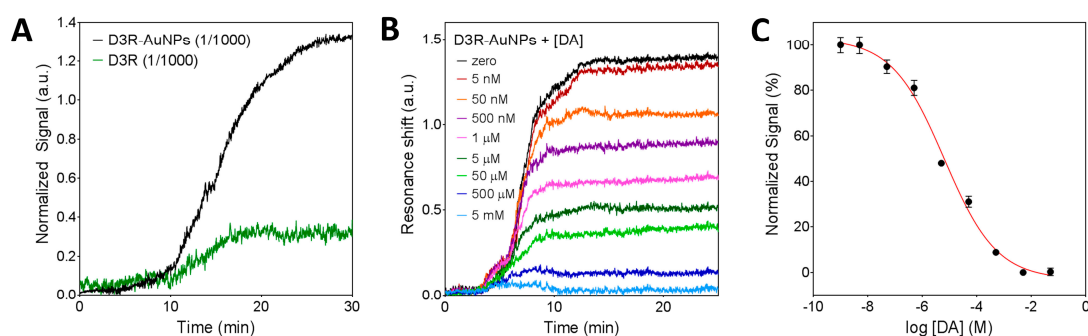 A
Normalized Signal (a.u.)
1.4
1.2
1.0
0.8
0.6
0.4
0.2
0.0
D3R-AuNPs (1/1000)
D3R (1/1000)
0
10
20
30
Time (min)
B
Resonance shift (a.u.)
1.5
1.0
0.5
0.0
D3R-AuNPs + [DA]
zero
5 nM
50 nM
500 nM
1 μM
5 μM
50 μM
500 μM
5 mM
0
10
20
Time (min)
C
Normalized Signal (%)
100
80
60
40
20
0
-10
-8
-6
-4
-2
0
log [DA] (M)